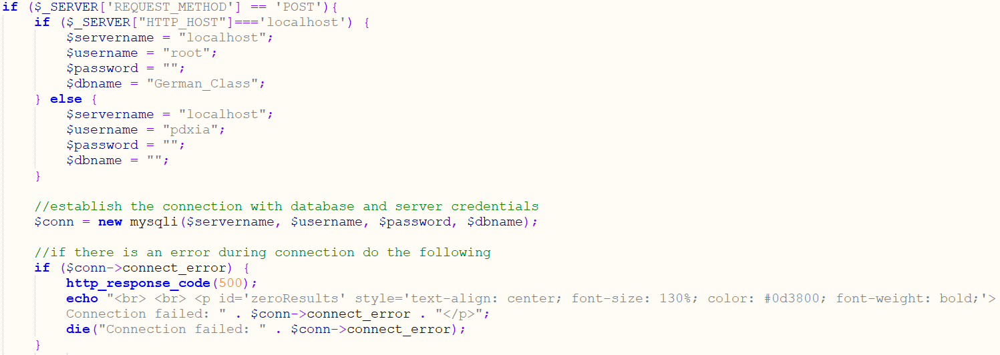 if ($_SERVER['REQUEST_METHOD'] == 'POST'){
    if ($_SERVER["HTTP_HOST"]==='localhost') {
        $servername = "localhost";
        $username = "root";
        $password = "";
        $dbname = "German_Class";
    } else {
        $servername = "localhost";
        $username = "pdxia";
        $password = "";
        $dbname = "";
    }

    //establish the connection with database and server credentials
    $conn = new mysqli($servername, $username, $password, $dbname);

    //if there is an error during connection do the following
    if ($conn->connect_error) {
        http_response_code(500);
        echo "<br> <br> <p id='zeroResults' style='text-align: center; font-size: 130%; color: #0d3800; font-weight: bold;'>
        Connection failed: " . $conn->connect_error . "</p>";
        die("Connection failed: " . $conn->connect_error);
    }